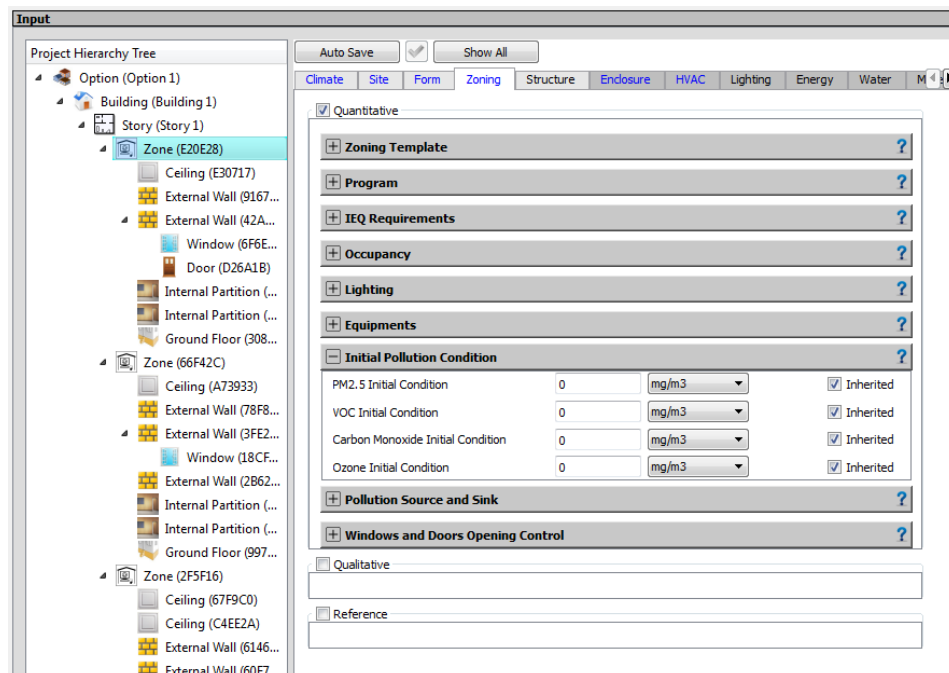 Input
Project Hierarchy Tree
Option (Option 1)
Building (Building 1)
Story (Story 1)
Zone (E20E28)
Ceiling (E30717)
External Wall (9167...
External Wall (42A...
Window (6F6E...
Door (D26A1B)
Internal Partition (...
Internal Partition (...
Ground Floor (308...
Zone (66F42C)
Ceiling (A73933)
External Wall (78F8...
External Wall (3FE2...
Window (18CF...
External Wall (2B62...
Internal Partition (...
Internal Partition (...
Ground Floor (997...
Zone (2F5F16)
Ceiling (67F9C0)
Ceiling (C4EE2A)
External Wall (6146...
External Wall (60F7...
Auto Save Show All
Climate Site Form Zoning Structure Enclosure HVAC Lighting Energy Water
Quantitative
Zoning Template ?
Program ?
IEQ Requirements ?
Occupancy ?
Lighting ?
Equipments ?
Initial Pollution Condition ?
PM2.5 Initial Condition 0 mg/m3 Inherited
VOC Initial Condition 0 mg/m3 Inherited
Carbon Monoxide Initial Condition 0 mg/m3 Inherited
Ozone Initial Condition 0 mg/m3 Inherited
Pollution Source and Sink ?
Windows and Doors Opening Control ?
Qualitative
Reference